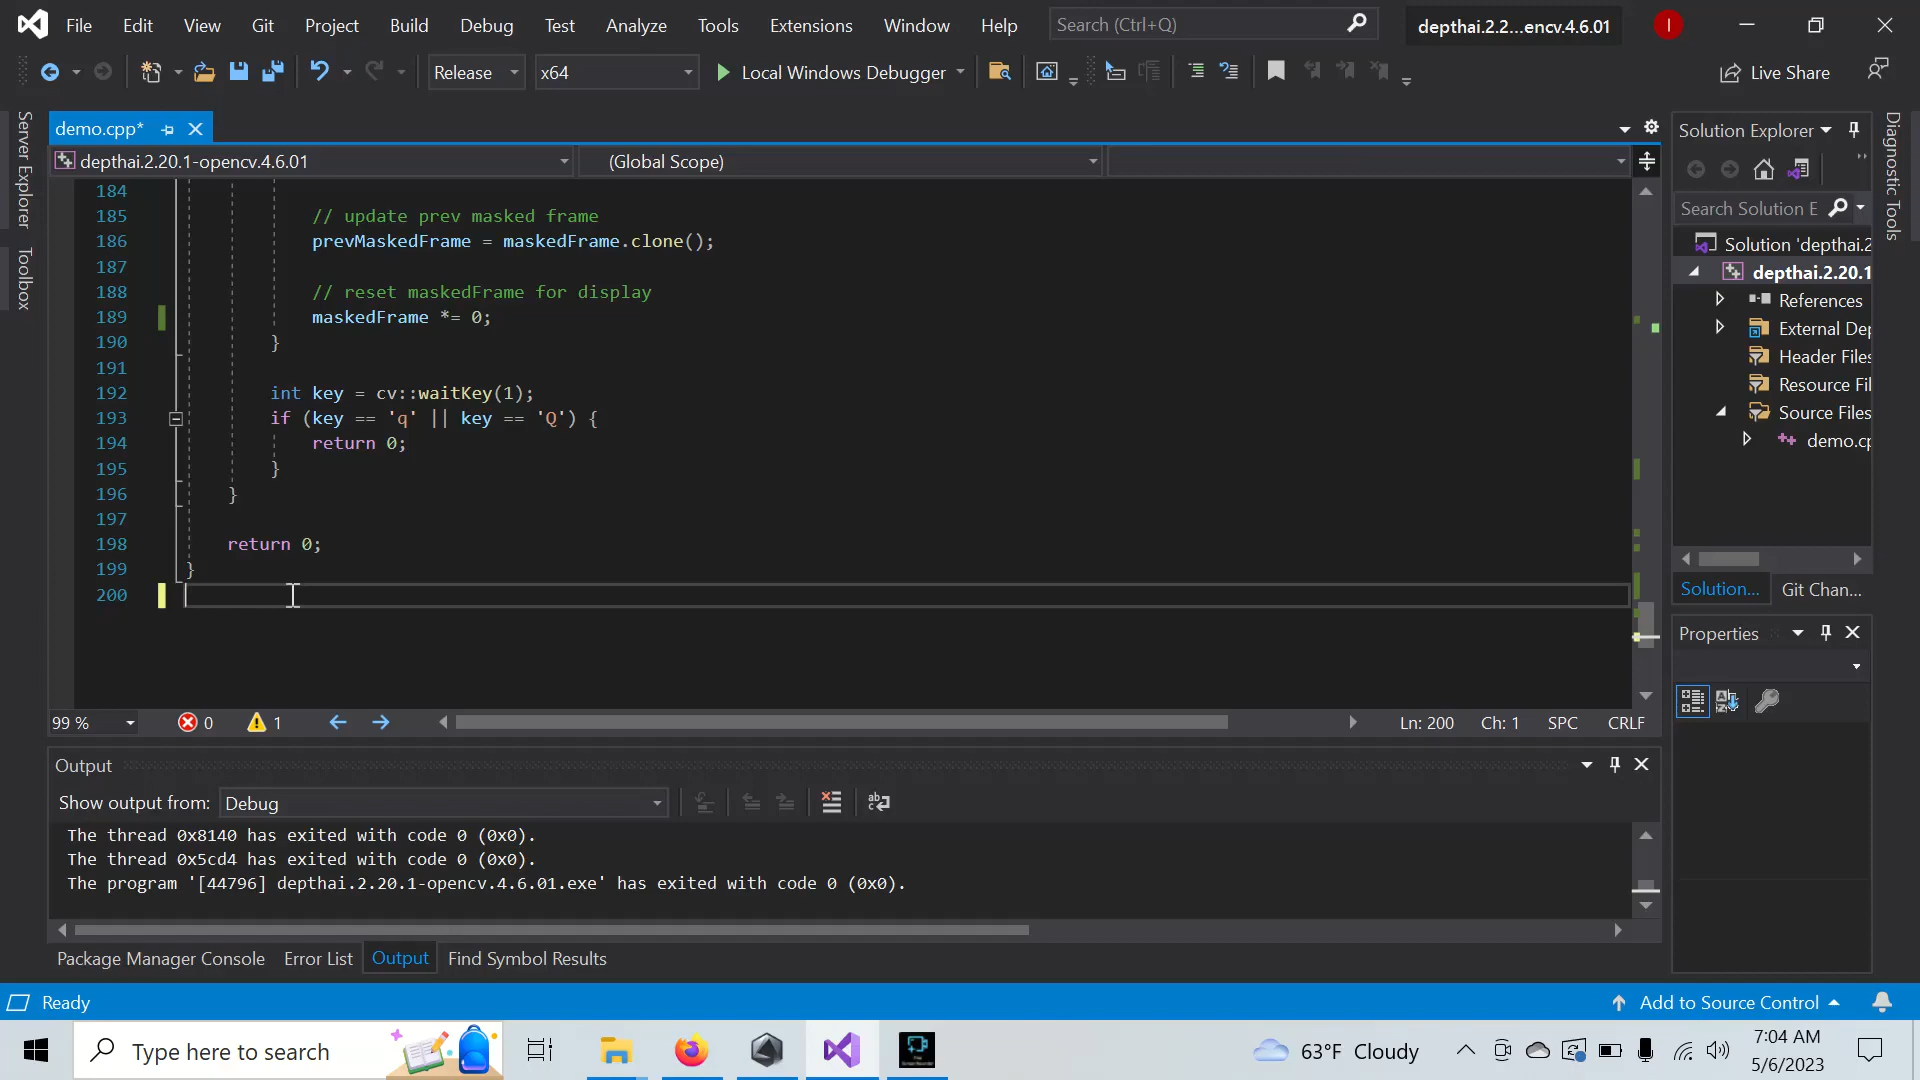 File Edit View Git Project Build Debug Test Analyze Tools Extensions Window Help Search (Ctrl+Q) depthai.2.2...encv.4.6.01 I
Release x64 Local Windows Debugger Live Share
Server Explorer
Toolbox
demo.cpp*
depthai.2.20.1-opencv.4.6.01 (Global Scope)
184
185 // update prev masked frame
186 prevMaskedFrame = maskedFrame.clone();
187
188 // reset maskedFrame for display
189 maskedFrame *= 0;
190 }
191
192 int key = cv::waitKey(1);
193 if (key == 'q' || key == 'Q') {
194 return 0;
195 }
196 }
197
198 return 0;
199 }
200
99 % 0 1 Ln: 200 Ch: 1 SPC CRLF
Output
Show output from: Debug
The thread 0x8140 has exited with code 0 (0x0).
The thread 0x5cd4 has exited with code 0 (0x0).
The program '[44796] depthai.2.20.1-opencv.4.6.01.exe' has exited with code 0 (0x0).
Package Manager Console Error List Output Find Symbol Results
Solution Explorer
Search Solution E
Solution 'depthai.2
depthai.2.20.1
References
External Dep
Header Files
Resource Fil
Source Files
demo.cp
Solution... Git Chan...
Properties
Diagnostic Tools
Ready Add to Source Control
Type here to search 63°F Cloudy 7:04 AM
5/6/2023